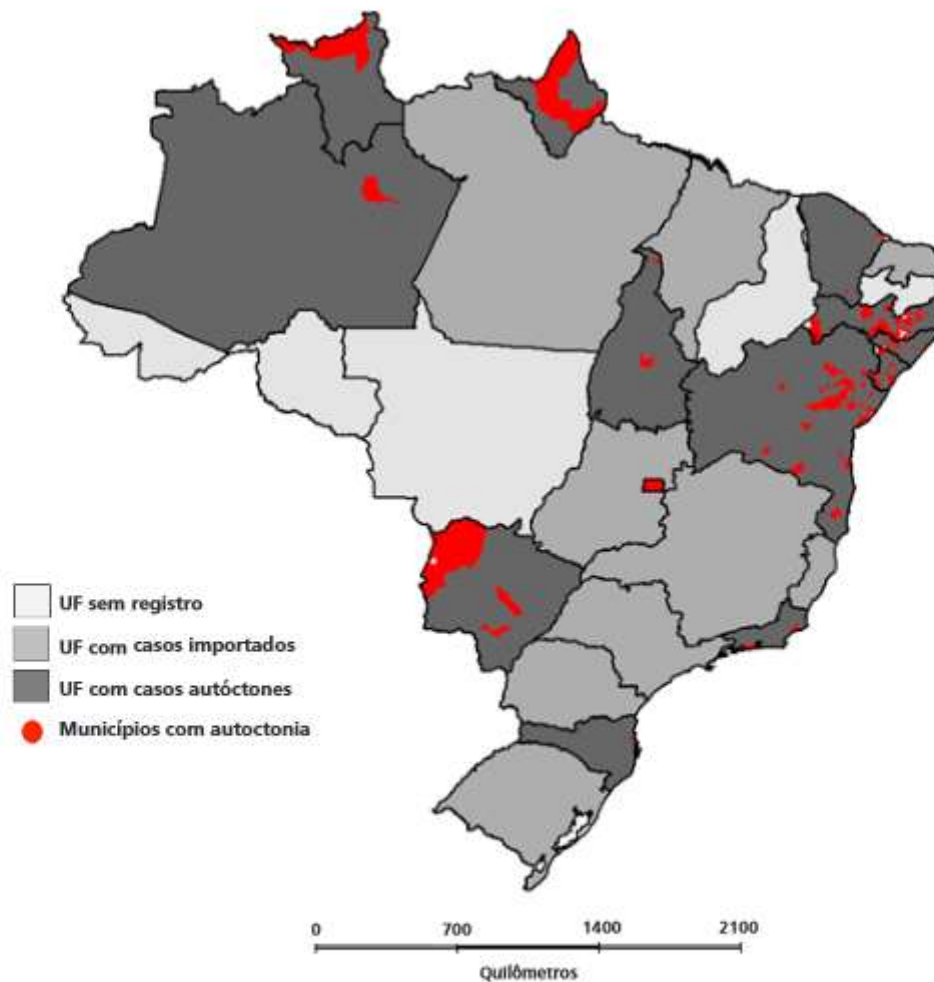 UF sem registro
UF com casos importados
UF com casos autóctones
Municípios com autoctonia
0 700 1400 2100
Quilômetros